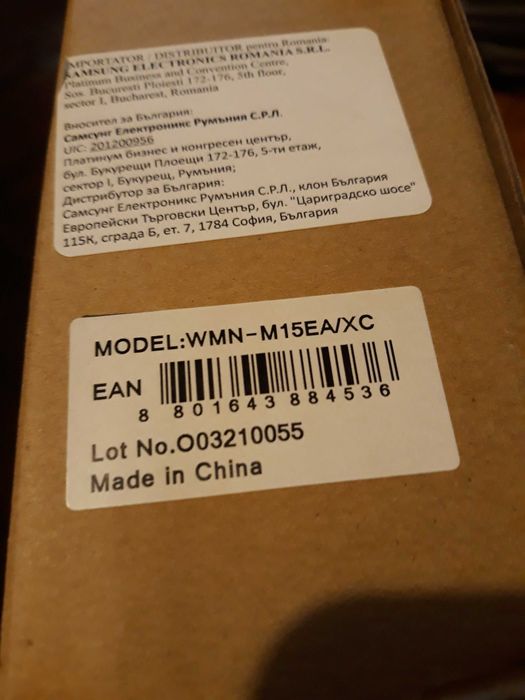 IMPORTATOR / DISTRIBUITOR pentru Romania:
SAMSUNG ELECTRONICS ROMANIA S.R.L.
Platinum Business and Convention Centre,
Sos. Bucuresti Ploiesti 172-176, 5th floor,
sector I, Bucharest, Romania
Вносител за България:
Самсунг Електроникс Румъния С.Р.Л.
UIC: 201200956
Платинум бизнес и конгресен център,
бул. Букурещи Плоещи 172-176, 5-ти етаж,
сектор I, Букурещ, Румъния;
Дистрибутор за България:
Самсунг Електроникс Румъния С.Р.Л., клон България
Европейски Търговски Център, бул. "Цариградско шосе"
115К, сграда Б, ет. 7, 1784 София, България
MODEL:WMN-M15EA/XC
EAN
8 801643 884536
Lot No.O03210055
Made in China